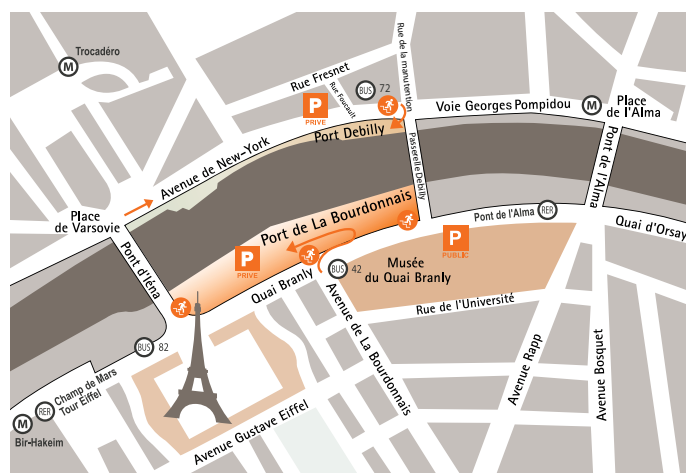 M
Trocadéro
Rue de la manutention
Rue Fresnet
Rue Foucault
BUS 72
P
PRIVE
Port Debilly
Voie Georges Pompidou
M
Place
de l'Alma
Avenue de New-York
Passerelle Debilly
Pont de l'Alma
Place
de Varsovie
Port de La Bourdonnais
Pont de l'Alma
RER
Quai d'Orsay
Pont d'Iéna
P
PRIVE
P
PUBLIC
Quai Branly
BUS 42
Musée
du Quai Branly
Rue de l'Université
BUS 82
Avenue de La Bourdonnais
Avenue Rapp
Avenue Bosquet
RER
Champ de Mars
Tour Eiffel
M
Bir-Hakeim
Avenue Gustave Eiffel